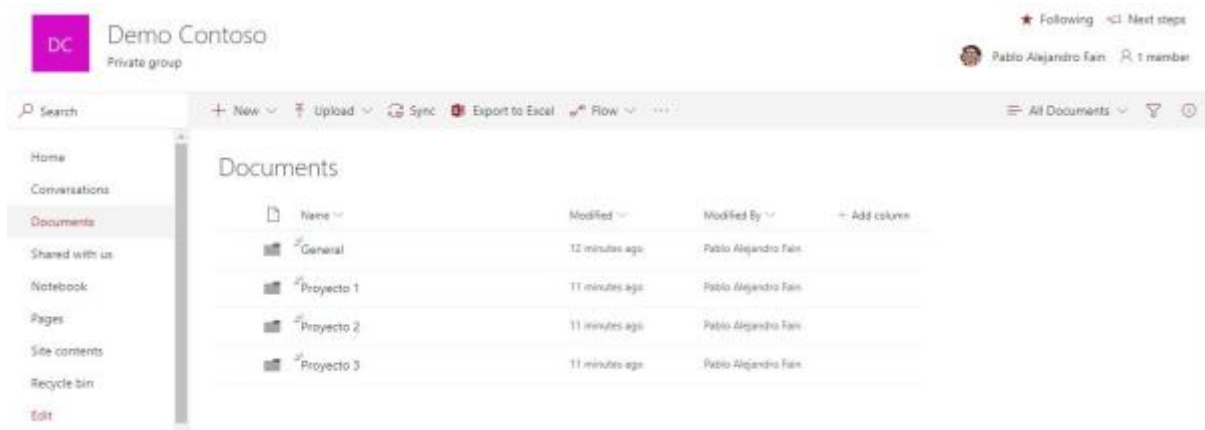 DC
Demo Contoso
Private group
Following Next steps
Pablo Alejandro Fain 1 member
Search
New Upload Sync Export to Excel Flow ...
All Documents
Home
Conversations
Documents
Shared with us
Notebook
Pages
Site contents
Recycle bin
Edit
Documents
Name Modified Modified By + Add column
General 12 minutes ago Pablo Alejandro Fain
Proyecto 1 11 minutes ago Pablo Alejandro Fain
Proyecto 2 11 minutes ago Pablo Alejandro Fain
Proyecto 3 11 minutes ago Pablo Alejandro Fain